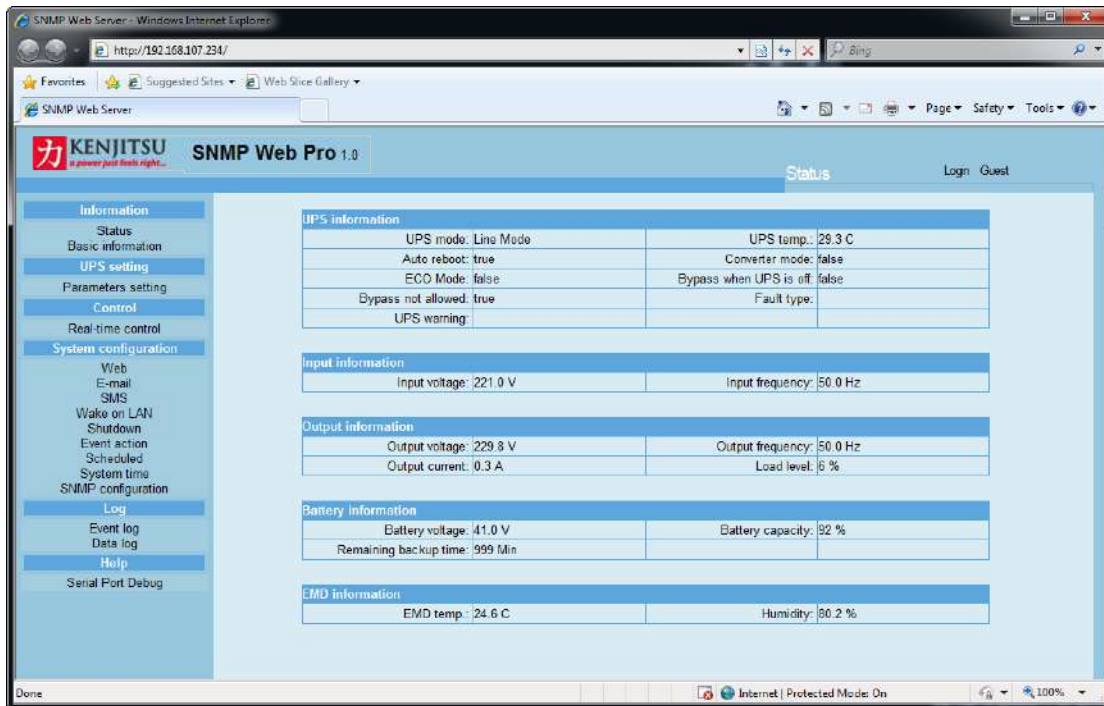 SNMP Web Server - Windows Internet Explorer
http://192.168.107.234/
Bing
Favorites Suggested Sites Web Slice Gallery
SNMP Web Server
Page Safety Tools
力 KENJITSU
a power just feels right...
SNMP Web Pro 1.0
Status
Login Guest
Information
Status
Basic information
UPS setting
Parameters setting
Control
Real-time control
System configuration
Web
E-mail
SMS
Wake on LAN
Shutdown
Event action
Scheduled
System time
SNMP configuration
Log
Event log
Data log
Help
Serial Port Debug
UPS information
UPS mode: Line Mode UPS temp.: 29.3 C
Auto reboot: true Converter mode: false
ECO Mode: false Bypass when UPS is off: false
Bypass not allowed: true Fault type:
UPS warning:
Input information
Input voltage: 221.0 V Input frequency: 50.0 Hz
Output information
Output voltage: 229.8 V Output frequency: 50.0 Hz
Output current: 0.3 A Load level: 6 %
Battery information
Battery voltage: 41.0 V Battery capacity: 92 %
Remaining backup time: 999 Min
EMD information
EMD temp.: 24.6 C Humidity: 80.2 %
Done
Internet | Protected Mode: On
100%